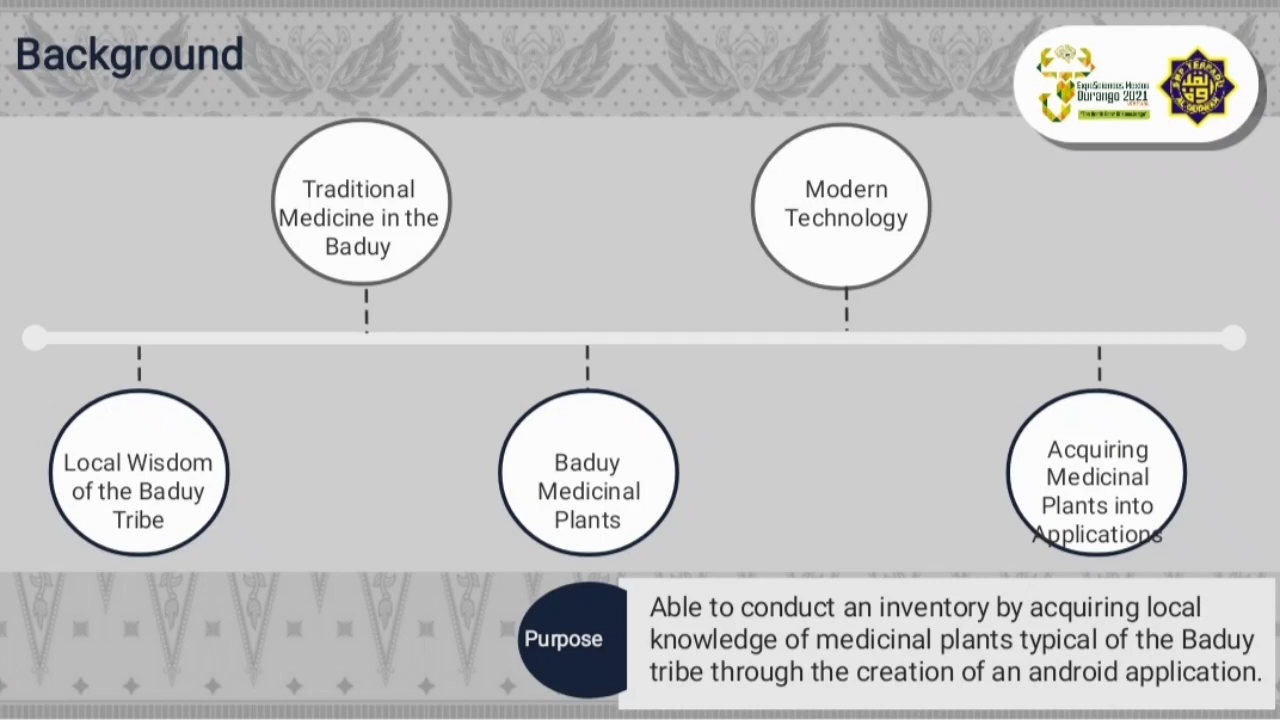 Background
ExpoSciences Mexico
Durango 2021
Traditional
Medicine in the
Baduy
Modern
Technology
Local Wisdom
of the Baduy
Tribe
Baduy
Medicinal
Plants
Acquiring
Medicinal
Plants into
Applications
Purpose
Able to conduct an inventory by acquiring local
knowledge of medicinal plants typical of the Baduy
tribe through the creation of an android application.